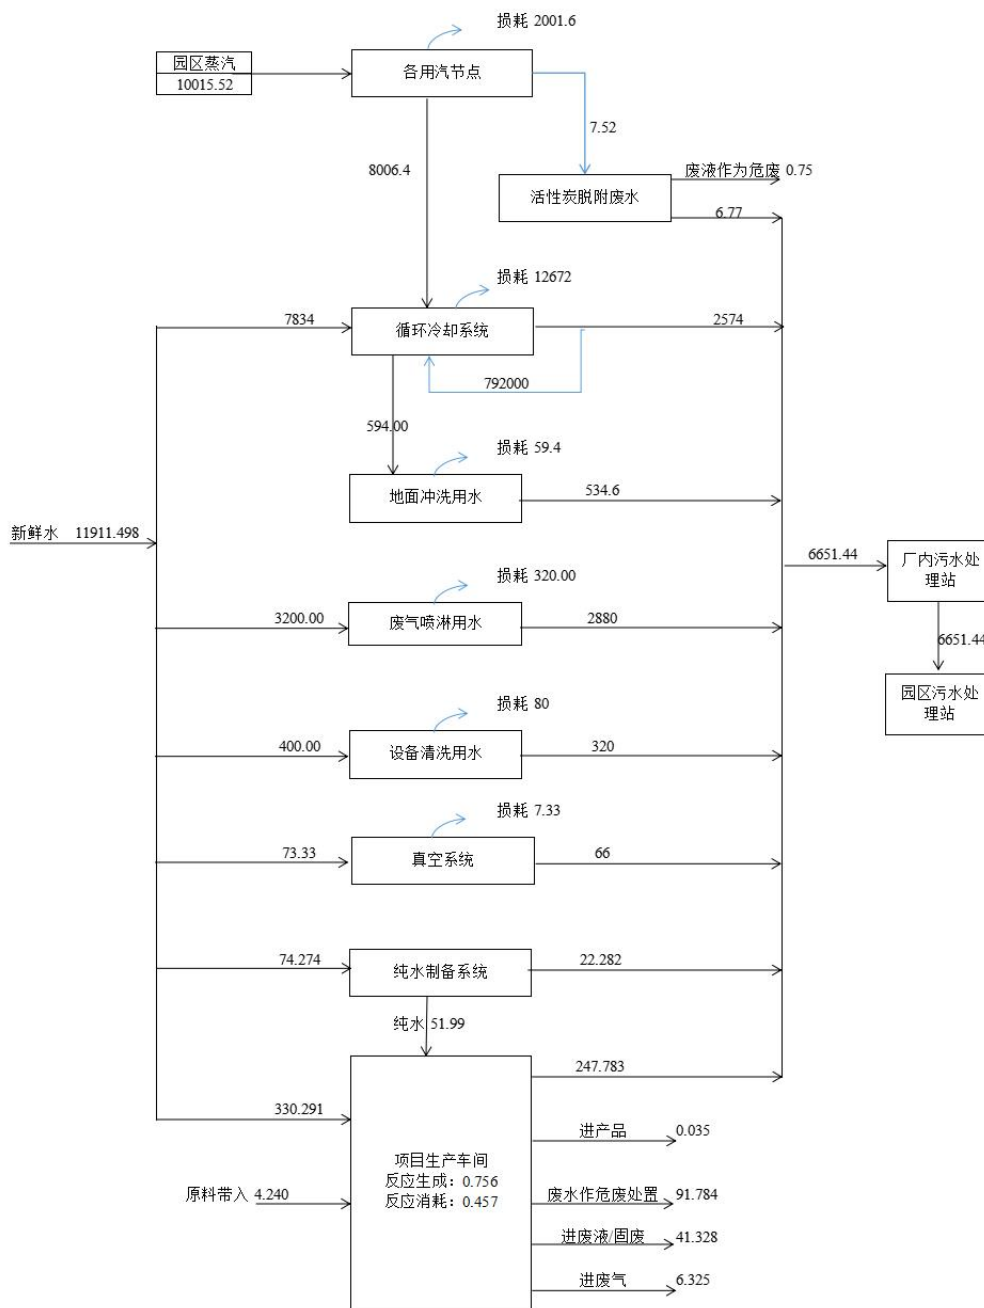 损耗 2001.6
园区蒸汽
10015.52
各用汽节点
7.52
8006.4
废液作为危废 0.75
活性炭脱附废水
6.77
损耗 12672
7834
循环冷却系统
2574
792000
594.00
损耗 59.4
地面冲洗用水
534.6
新鲜水 11911.498
6651.44
厂内污水处
理站
损耗 320.00
3200.00
废气喷淋用水
2880
6651.44
园区污水处
理站
损耗 80
400.00
设备清洗用水
320
损耗 7.33
73.33
真空系统
66
74.274
纯水制备系统
22.282
纯水 51.99
247.783
330.291
进产品
0.035
项目生产车间
反应生成：0.756
反应消耗：0.457
原料带入 4.240
废水作危废处置 91.784
进废液/固废 41.328
进废气 6.325